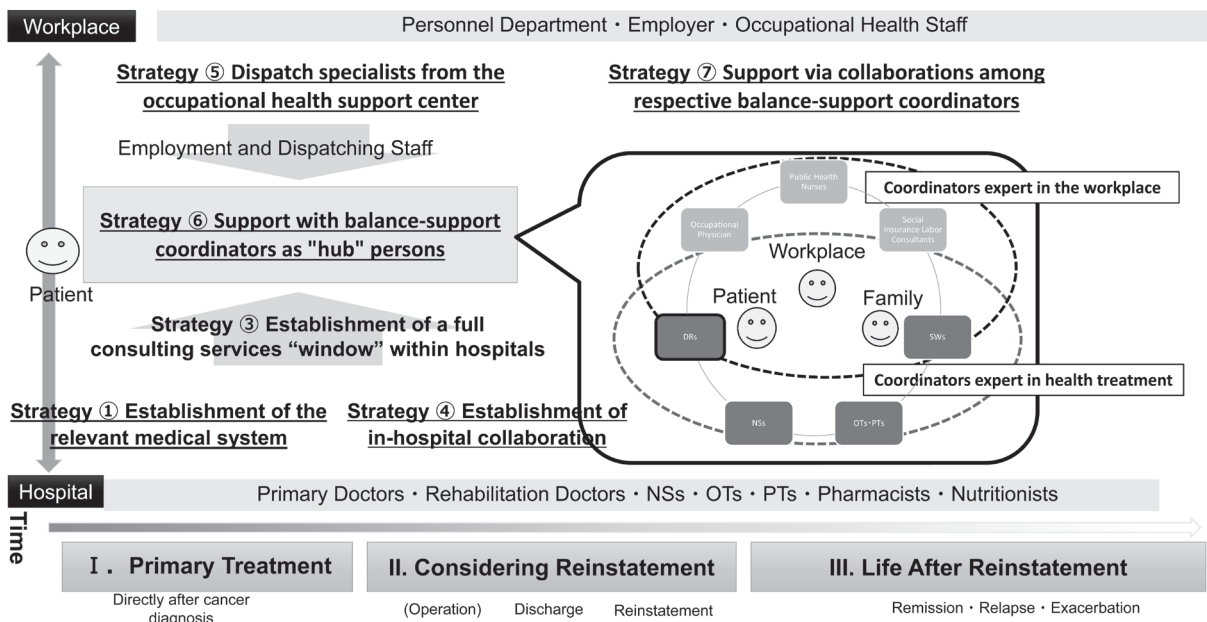 Workplace
Personnel Department・Employer・Occupational Health Staff
Strategy ⑤ Dispatch specialists from the
occupational health support center
Strategy ⑦ Support via collaborations among
respective balance-support coordinators
Employment and Dispatching Staff
Strategy ⑥ Support with balance-support
coordinators as "hub" persons
Patient
Strategy ③ Establishment of a full
consulting services “window” within hospitals
Strategy ① Establishment of the
relevant medical system
Strategy ④ Establishment of
in-hospital collaboration
Public Health
Nurses
Coordinators expert in the workplace
Occupational
Physician
Social
Insurance Labor
Consultants
Workplace
Patient
Family
DRs
SWs
Coordinators expert in health treatment
NSs
OTs・PTs
Hospital
Primary Doctors・Rehabilitation Doctors・NSs・OTs・PTs・Pharmacists・Nutritionists
Time
Ⅰ. Primary Treatment
II. Considering Reinstatement
III. Life After Reinstatement
Directly after cancer
diagnosis
(Operation)
Discharge
Reinstatement
Remission・Relapse・Exacerbation